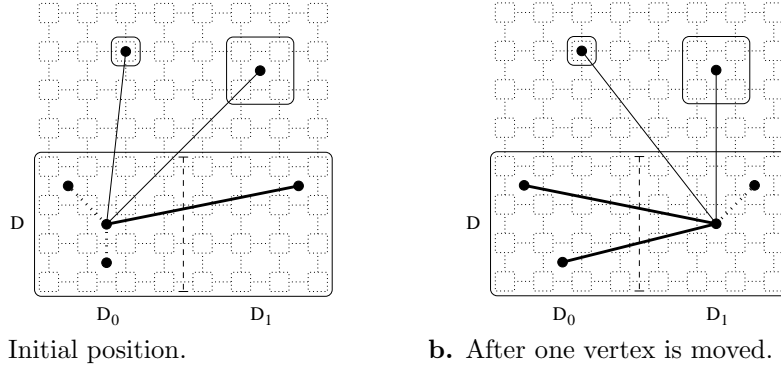 D
D
D0
D1
D0
D1
Initial position.
b. After one vertex is moved.